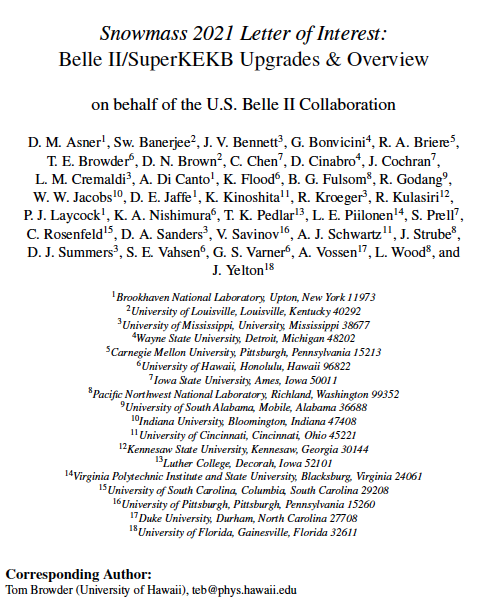 Snowmass 2021 Letter of Interest:
Belle II/SuperKEKB Upgrades & Overview
on behalf of the U.S. Belle II Collaboration
D. M. Asner¹, Sw. Banerjee², J. V. Bennett³, G. Bonvicini⁴, R. A. Briere⁵,
T. E. Browder⁶, D. N. Brown², C. Chen⁷, D. Cinabro⁴, J. Cochran⁷,
L. M. Cremaldi³, A. Di Canto¹, K. Flood⁶, B. G. Fulsom⁸, R. Godang⁹,
W. W. Jacobs¹⁰, D. E. Jaffe¹, K. Kinoshita¹¹, R. Kroeger³, R. Kulasiri¹²,
P. J. Laycock¹, K. A. Nishimura⁶, T. K. Pedlar¹³, L. E. Piilonen¹⁴, S. Prell⁷,
C. Rosenfeld¹⁵, D. A. Sanders³, V. Savinov¹⁶, A. J. Schwartz¹¹, J. Strube⁸,
D. J. Summers³, S. E. Vahsen⁶, G. S. Varner⁶, A. Vossen¹⁷, L. Wood⁸, and
J. Yelton¹⁸
¹Brookhaven National Laboratory, Upton, New York 11973
²University of Louisville, Louisville, Kentucky 40292
³University of Mississippi, University, Mississippi 38677
⁴Wayne State University, Detroit, Michigan 48202
⁵Carnegie Mellon University, Pittsburgh, Pennsylvania 15213
⁶University of Hawaii, Honolulu, Hawaii 96822
⁷Iowa State University, Ames, Iowa 50011
⁸Pacific Northwest National Laboratory, Richland, Washington 99352
⁹University of South Alabama, Mobile, Alabama 36688
¹⁰Indiana University, Bloomington, Indiana 47408
¹¹University of Cincinnati, Cincinnati, Ohio 45221
¹²Kennesaw State University, Kennesaw, Georgia 30144
¹³Luther College, Decorah, Iowa 52101
¹⁴Virginia Polytechnic Institute and State University, Blacksburg, Virginia 24061
¹⁵University of South Carolina, Columbia, South Carolina 29208
¹⁶University of Pittsburgh, Pittsburgh, Pennsylvania 15260
¹⁷Duke University, Durham, North Carolina 27708
¹⁸University of Florida, Gainesville, Florida 32611
Corresponding Author:
Tom Browder (University of Hawaii), teb@phys.hawaii.edu